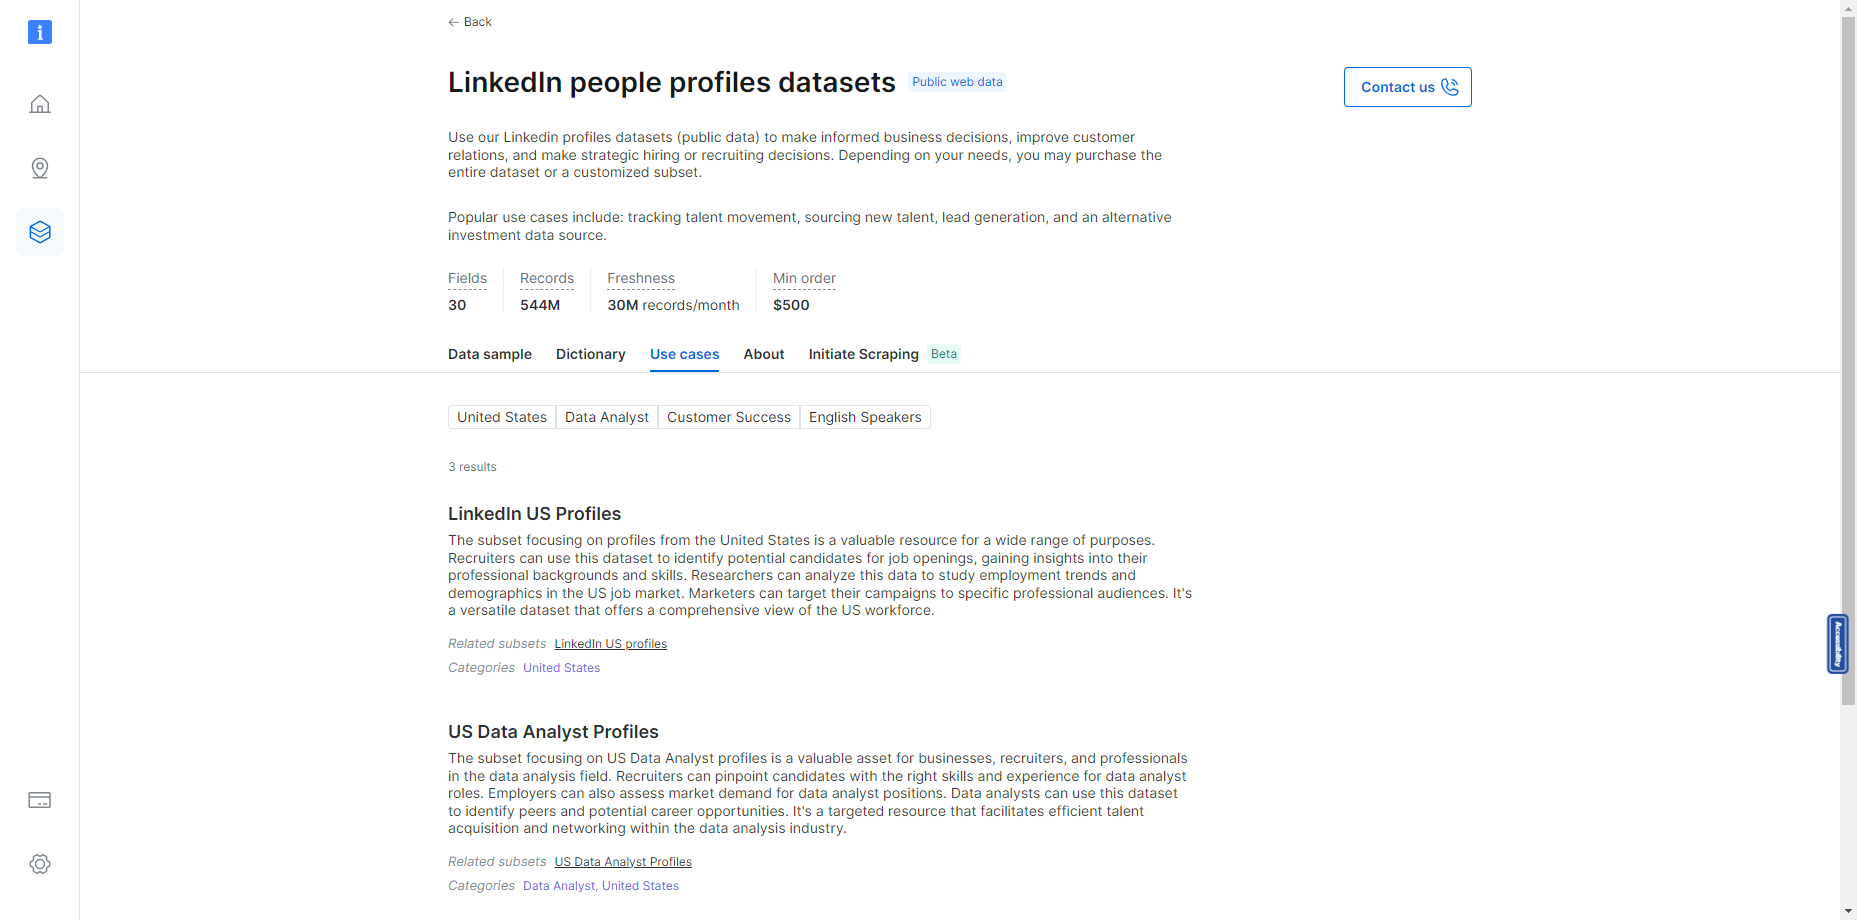 Back
LinkedIn people profiles datasets
Public web data
Contact us
Use our Linkedin profiles datasets (public data) to make informed business decisions, improve customer
relations, and make strategic hiring or recruiting decisions. Depending on your needs, you may purchase the
entire dataset or a customized subset.
Popular use cases include: tracking talent movement, sourcing new talent, lead generation, and an alternative
investment data source.
Fields Records Freshness Min order
30 544M 30M records/month $500
Data sample Dictionary Use cases About Initiate Scraping Beta
United States Data Analyst Customer Success English Speakers
3 results
LinkedIn US Profiles
The subset focusing on profiles from the United States is a valuable resource for a wide range of purposes.
Recruiters can use this dataset to identify potential candidates for job openings, gaining insights into their
professional backgrounds and skills. Researchers can analyze this data to study employment trends and
demographics in the US job market. Marketers can target their campaigns to specific professional audiences. It's
a versatile dataset that offers a comprehensive view of the US workforce.
Related subsets LinkedIn US profiles
Categories United States
Accessibility
US Data Analyst Profiles
The subset focusing on US Data Analyst profiles is a valuable asset for businesses, recruiters, and professionals
in the data analysis field. Recruiters can pinpoint candidates with the right skills and experience for data analyst
roles. Employers can also assess market demand for data analyst positions. Data analysts can use this dataset
to identify peers and potential career opportunities. It's a targeted resource that facilitates efficient talent
acquisition and networking within the data analysis industry.
Related subsets US Data Analyst Profiles
Categories Data Analyst, United States